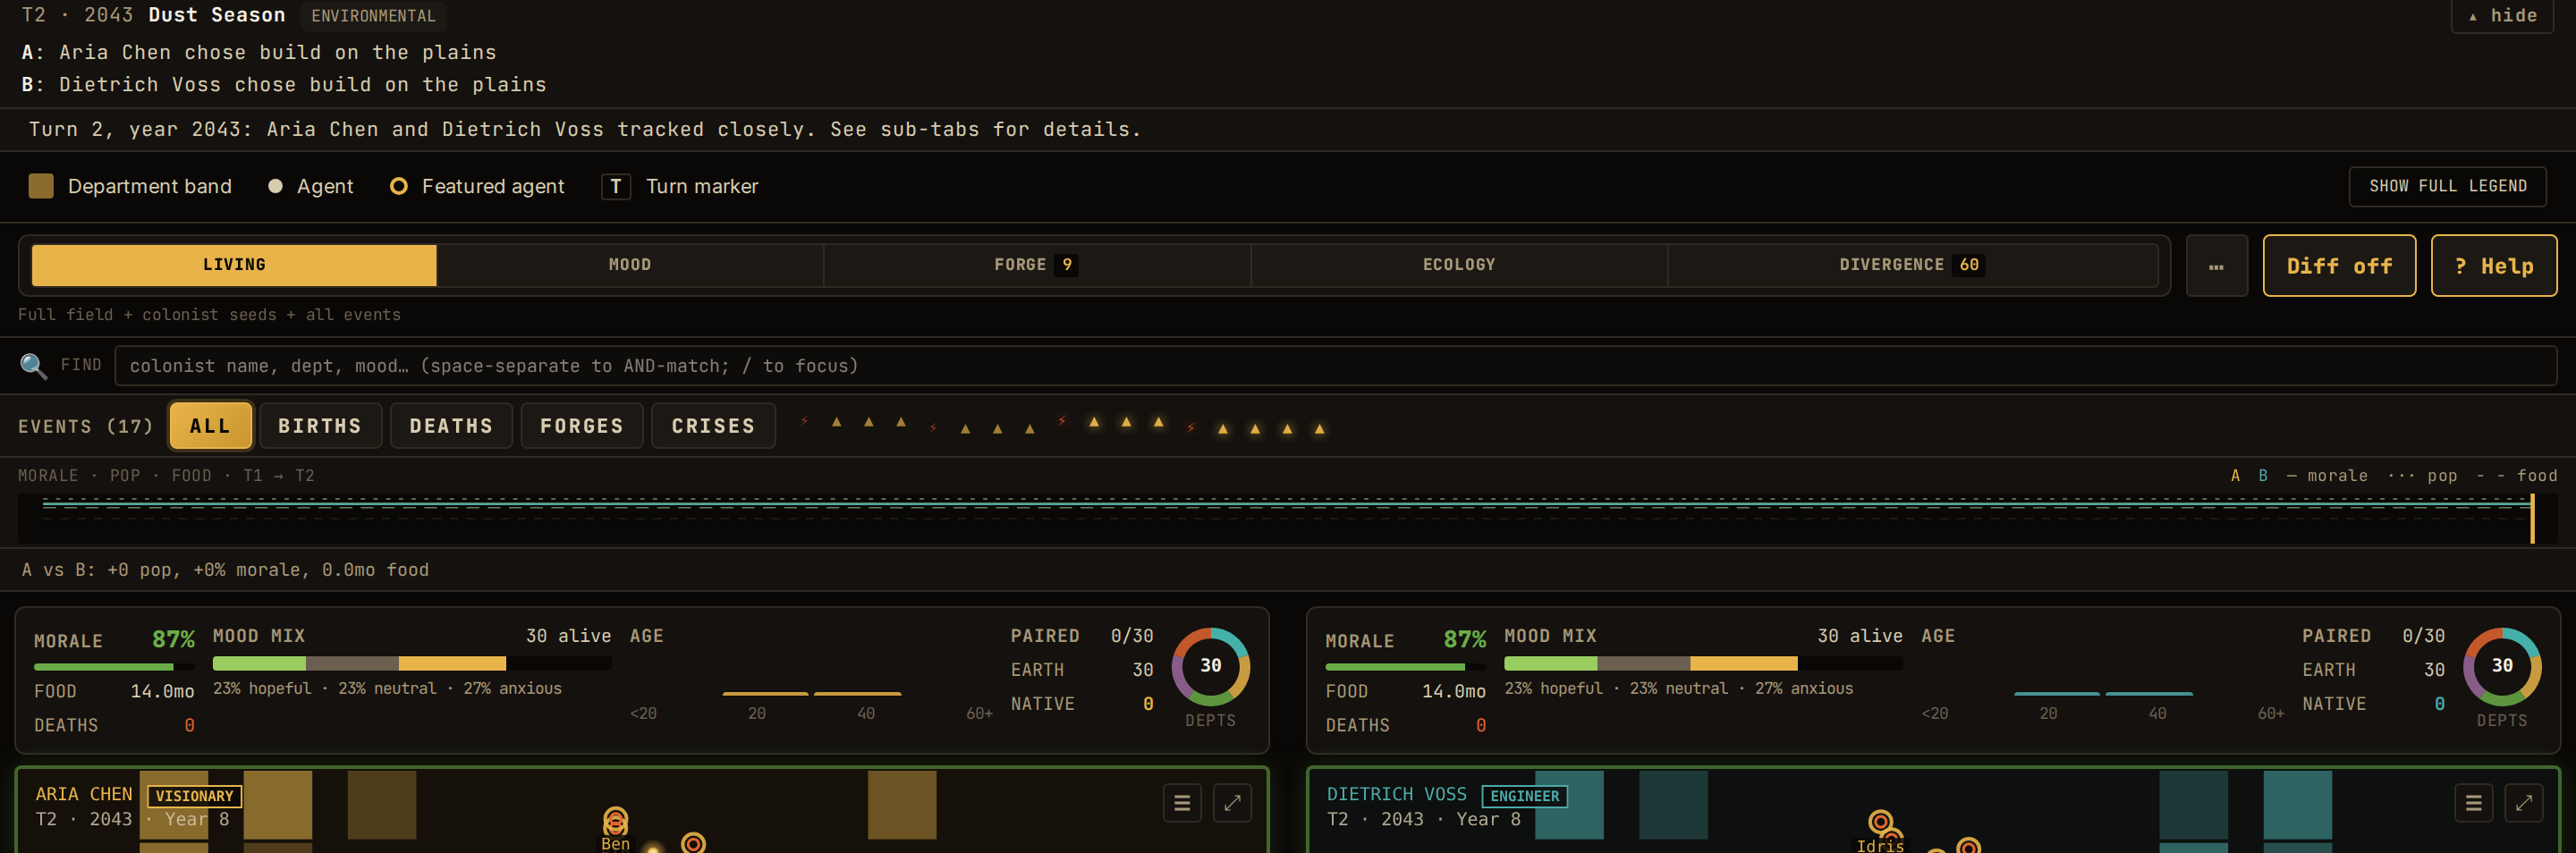 T2 · 2043 Dust Season ENVIRONMENTAL
▴ hide
A: Aria Chen chose build on the plains
B: Dietrich Voss chose build on the plains
Turn 2, year 2043: Aria Chen and Dietrich Voss tracked closely. See sub-tabs for details.
Department band Agent Featured agent T Turn marker
SHOW FULL LEGEND
LIVING MOOD FORGE 9 ECOLOGY DIVERGENCE 60
… Diff off ? Help
Full field + colonist seeds + all events
FIND colonist name, dept, mood… (space-separate to AND-match; / to focus)
EVENTS (17) ALL BIRTHS DEATHS FORGES CRISES
MORALE · POP · FOOD · T1 → T2
A B — morale ··· pop - - food
A vs B: +0 pop, +0% morale, 0.0mo food
MORALE 87%
FOOD 14.0mo
DEATHS 0
MOOD MIX 30 alive
23% hopeful · 23% neutral · 27% anxious
AGE
<20 20 40 60+
PAIRED 0/30
EARTH 30
NATIVE 0
30
DEPTS
MORALE 87%
FOOD 14.0mo
DEATHS 0
MOOD MIX 30 alive
23% hopeful · 23% neutral · 27% anxious
AGE
<20 20 40 60+
PAIRED 0/30
EARTH 30
NATIVE 0
30
DEPTS
ARIA CHEN VISIONARY
T2 · 2043 · Year 8
Ben
DIETRICH VOSS ENGINEER
T2 · 2043 · Year 8
Idris